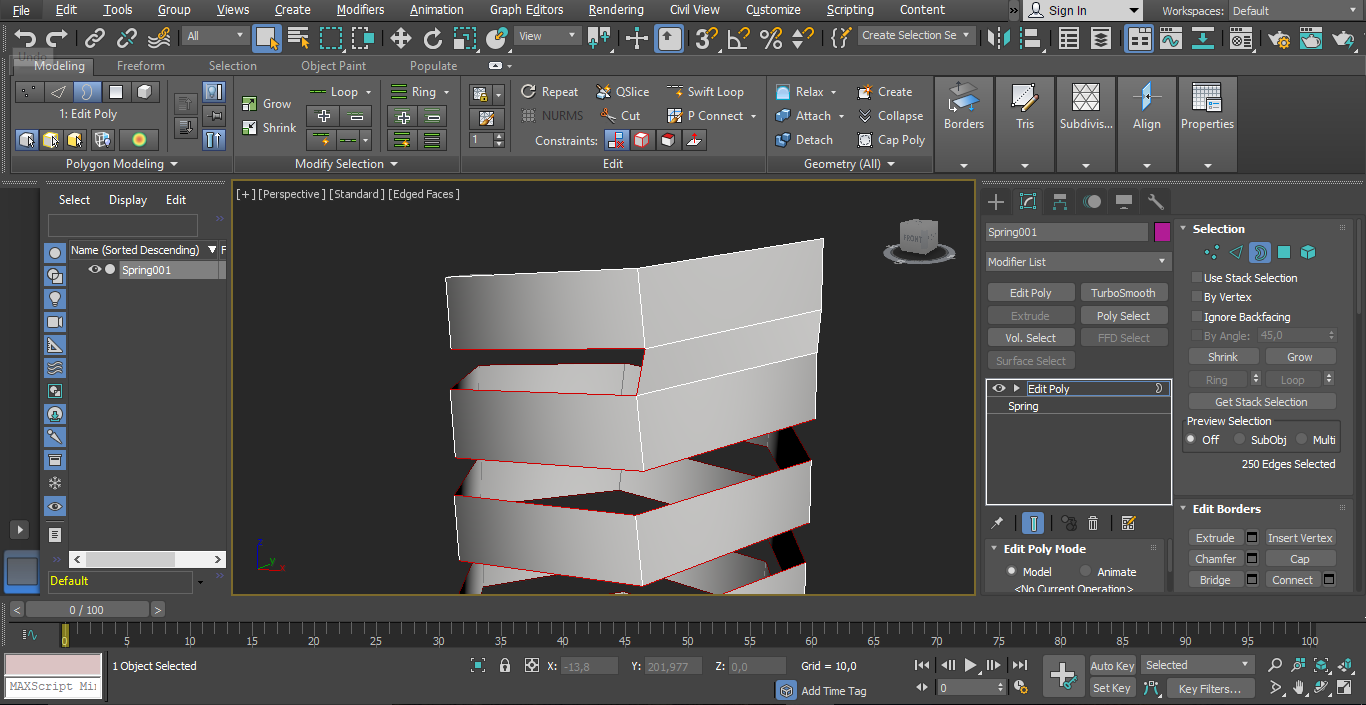 File Edit Tools Group Views Create Modifiers Animation Graph Editors Rendering Civil View Customize Scripting Content » Sign In Workspaces: Default
All View Create Selection Se
Undo
Modeling Freeform Selection Object Paint Populate
Grow Loop Ring Repeat QSlice Swift Loop Relax Create
1: Edit Poly NURMS Cut P Connect Attach Collapse
Shrink Borders Tris Subdivis... Align Properties
1 Constraints: Detach Cap Poly
Polygon Modeling Modify Selection Edit Geometry (All)
Select Display Edit
[+] [Perspective ] [Standard ] [Edged Faces ]
Name (Sorted Descending) F
Spring001
FRONT
z
y
x
Default
Spring001
Modifier List
Edit Poly TurboSmooth
Extrude Poly Select
Vol. Select FFD Select
Surface Select
Edit Poly
Spring
Edit Poly Mode
Model Animate
<No Current Operation>
Selection
Use Stack Selection
By Vertex
Ignore Backfacing
By Angle: 45,0
Shrink Grow
Ring Loop
Get Stack Selection
Preview Selection
Off SubObj Multi
250 Edges Selected
Edit Borders
Extrude Insert Vertex
Chamfer Cap
Bridge Connect
< 0 / 100 >
0 5 10 15 20 25 30 35 40 45 50 55 60 65 70 75 80 85 90 95 100
1 Object Selected X: -13,8 Y: 201,977 Z: 0,0 Grid = 10,0 Auto Key Selected
MAXScript Mi Add Time Tag 0 Set Key Key Filters...